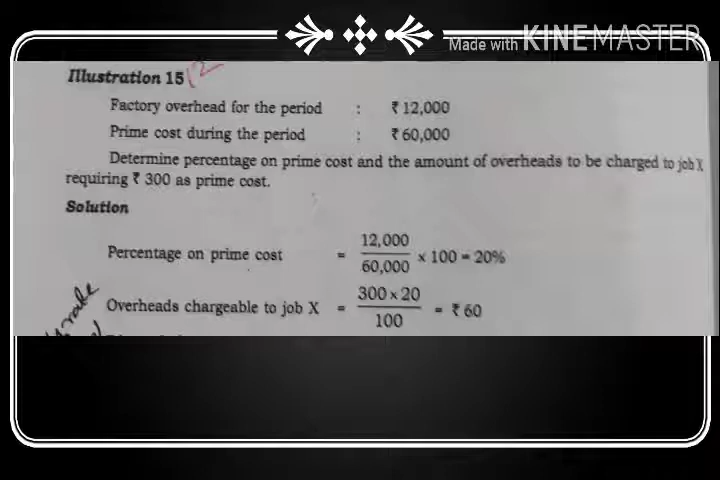 Made with KINEMASTER
Illustration 15
Factory overhead for the period : ₹ 12,000
Prime cost during the period : ₹ 60,000
Determine percentage on prime cost and the amount of overheads to be charged to job X
requiring ₹ 300 as prime cost.
Solution
Percentage on prime cost = 12,000 / 60,000 × 100 = 20%
Overheads chargeable to job X = 300 × 20 / 100 = ₹ 60